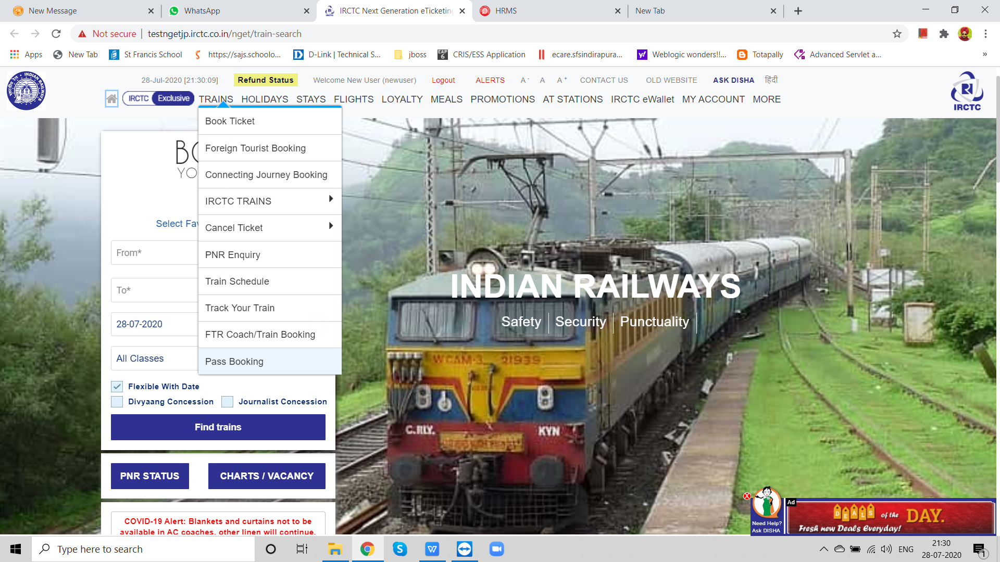 New Message
WhatsApp
IRCTC Next Generation eTicketing
HRMS
New Tab
Not secure
testngetjp.irctc.co.in/nget/train-search
Apps
New Tab
St Francis School
https://sajs.schoolo...
D-Link | Technical S...
jboss
EAP 6
CRIS/ESS Application
ecare.sfsindirapura...
Weblogic wonders!!...
Totapally
Advanced Servlet a...
»
INDIAN RAILWAYS
भारतीय रेल
28-Jul-2020 [21:30:09]
Refund Status
Welcome New User (newuser)
Logout
ALERTS
A-
A
A+
CONTACT US
OLD WEBSITE
ASK DISHA
हिंदी
IRCTC Exclusive
TRAINS
HOLIDAYS
STAYS
FLIGHTS
LOYALTY
MEALS
PROMOTIONS
AT STATIONS
IRCTC eWallet
MY ACCOUNT
MORE
IRCTC
Book Ticket
Foreign Tourist Booking
Connecting Journey Booking
IRCTC TRAINS
Cancel Ticket
PNR Enquiry
Train Schedule
Track Your Train
FTR Coach/Train Booking
Pass Booking
BO
YO
Select Fav
From*
To*
28-07-2020
All Classes
Flexible With Date
Divyaang Concession
Journalist Concession
Find trains
PNR STATUS
CHARTS / VACANCY
COVID-19 Alert: Blankets and curtains not to be
available in AC coaches, other linen will continue.
INDIAN RAILWAYS
Safety
Security
Punctuality
WCAM-3 21939
C.RLY.
KYN
X
Need Help?
Ask DISHA
Ad
DEALS of the DAY.
Fresh new Deals Everyday!
Type here to search
ENG
21:30
28-07-2020
1